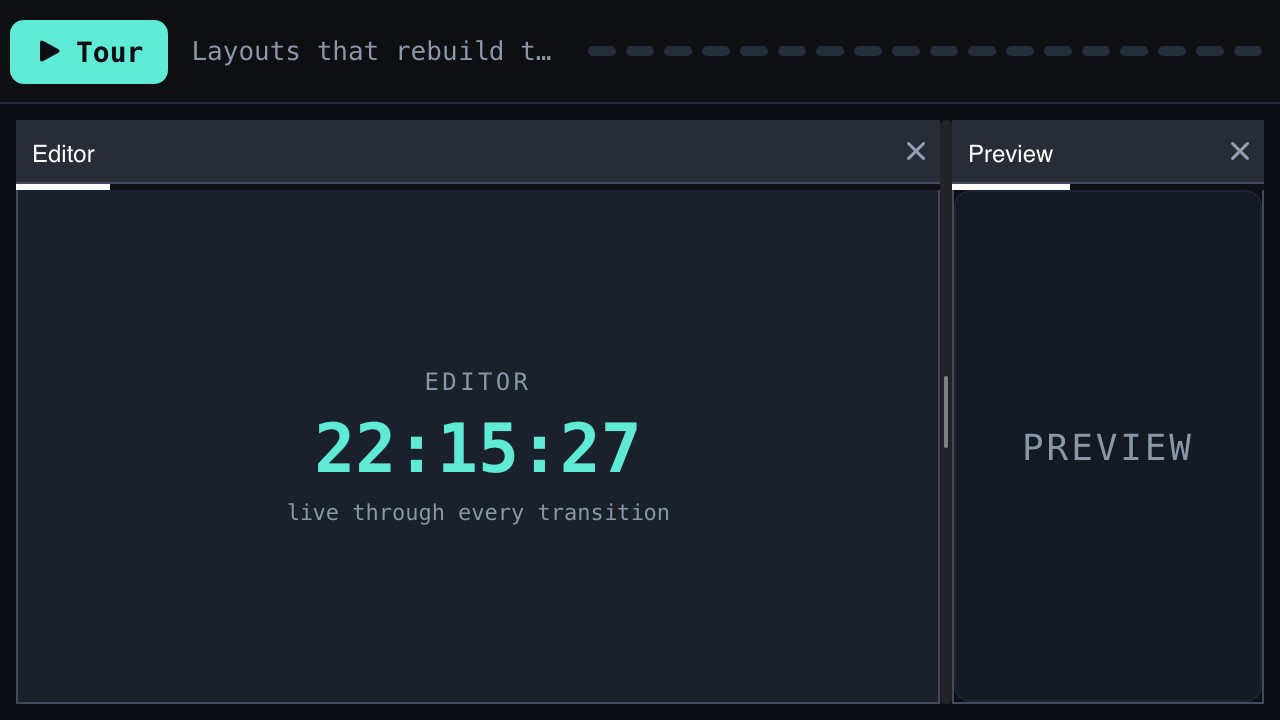 Tour
Layouts that rebuild t…
Editor
Preview
EDITOR
22:15:27
live through every transition
PREVIEW